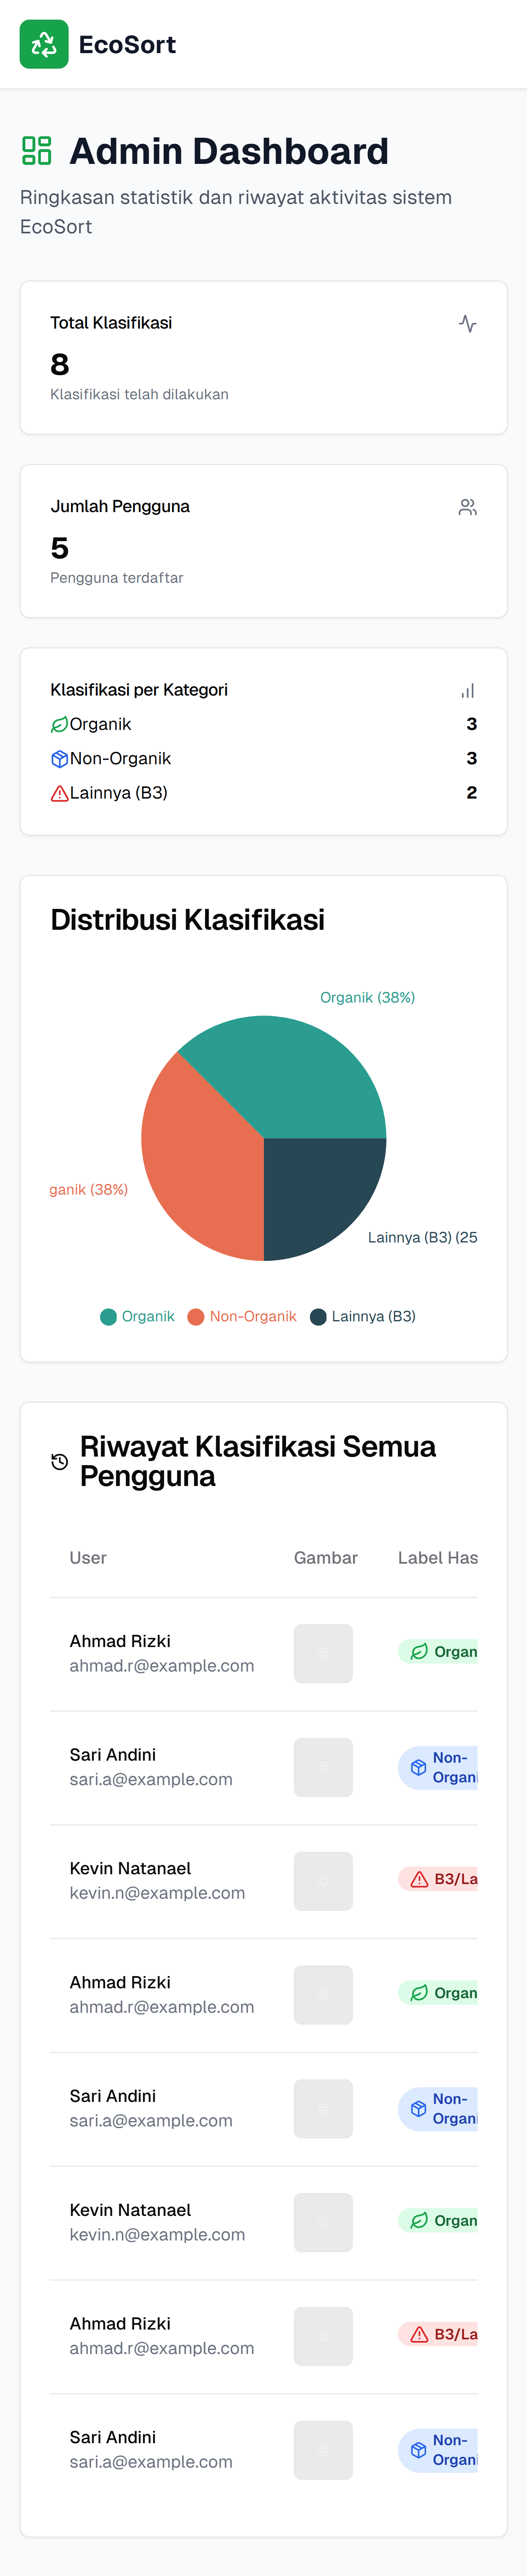 EcoSort
Admin Dashboard
Ringkasan statistik dan riwayat aktivitas sistem
EcoSort
Total Klasifikasi
8
Klasifikasi telah dilakukan
Jumlah Pengguna
5
Pengguna terdaftar
Klasifikasi per Kategori
Organik 3
Non-Organik 3
Lainnya (B3) 2
Distribusi Klasifikasi
Organik (38%)
ganik (38%)
Lainnya (B3) (25
Organik Non-Organik Lainnya (B3)
Riwayat Klasifikasi Semua
Pengguna
User Gambar Label Has
Ahmad Rizki
ahmad.r@example.com
Organ
Sari Andini
sari.a@example.com
Non-
Organi
Kevin Natanael
kevin.n@example.com
B3/La
Ahmad Rizki
ahmad.r@example.com
Organ
Sari Andini
sari.a@example.com
Non-
Organi
Kevin Natanael
kevin.n@example.com
Organ
Ahmad Rizki
ahmad.r@example.com
B3/La
Sari Andini
sari.a@example.com
Non-
Organi